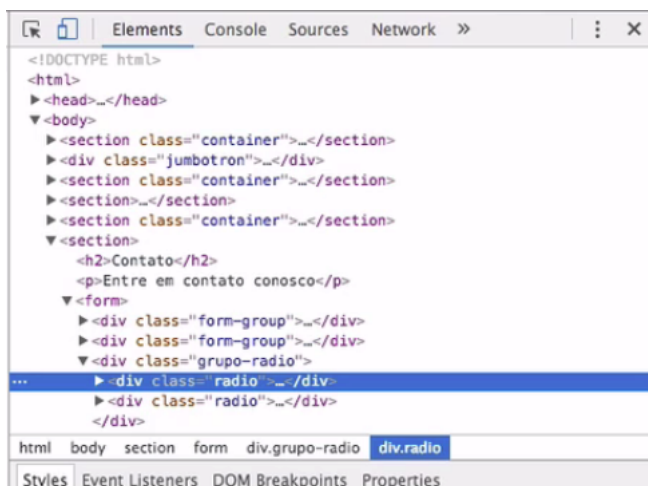 Elements Console Sources Network »
<!DOCTYPE html>
<html>
▶<head>…</head>
▼<body>
▶<section class="container">…</section>
▶<div class="jumbotron">…</div>
▶<section class="container">…</section>
▶<section>…</section>
▶<section class="container">…</section>
▼<section>
<h2>Contato</h2>
<p>Entre em contato conosco</p>
▼<form>
▶<div class="form-group">…</div>
▶<div class="form-group">…</div>
▼<div class="grupo-radio">
… ▶<div class="radio">…</div>
▶<div class="radio">…</div>
</div>
html body section form div.grupo-radio div.radio
Styles Event Listeners DOM Breakpoints Properties